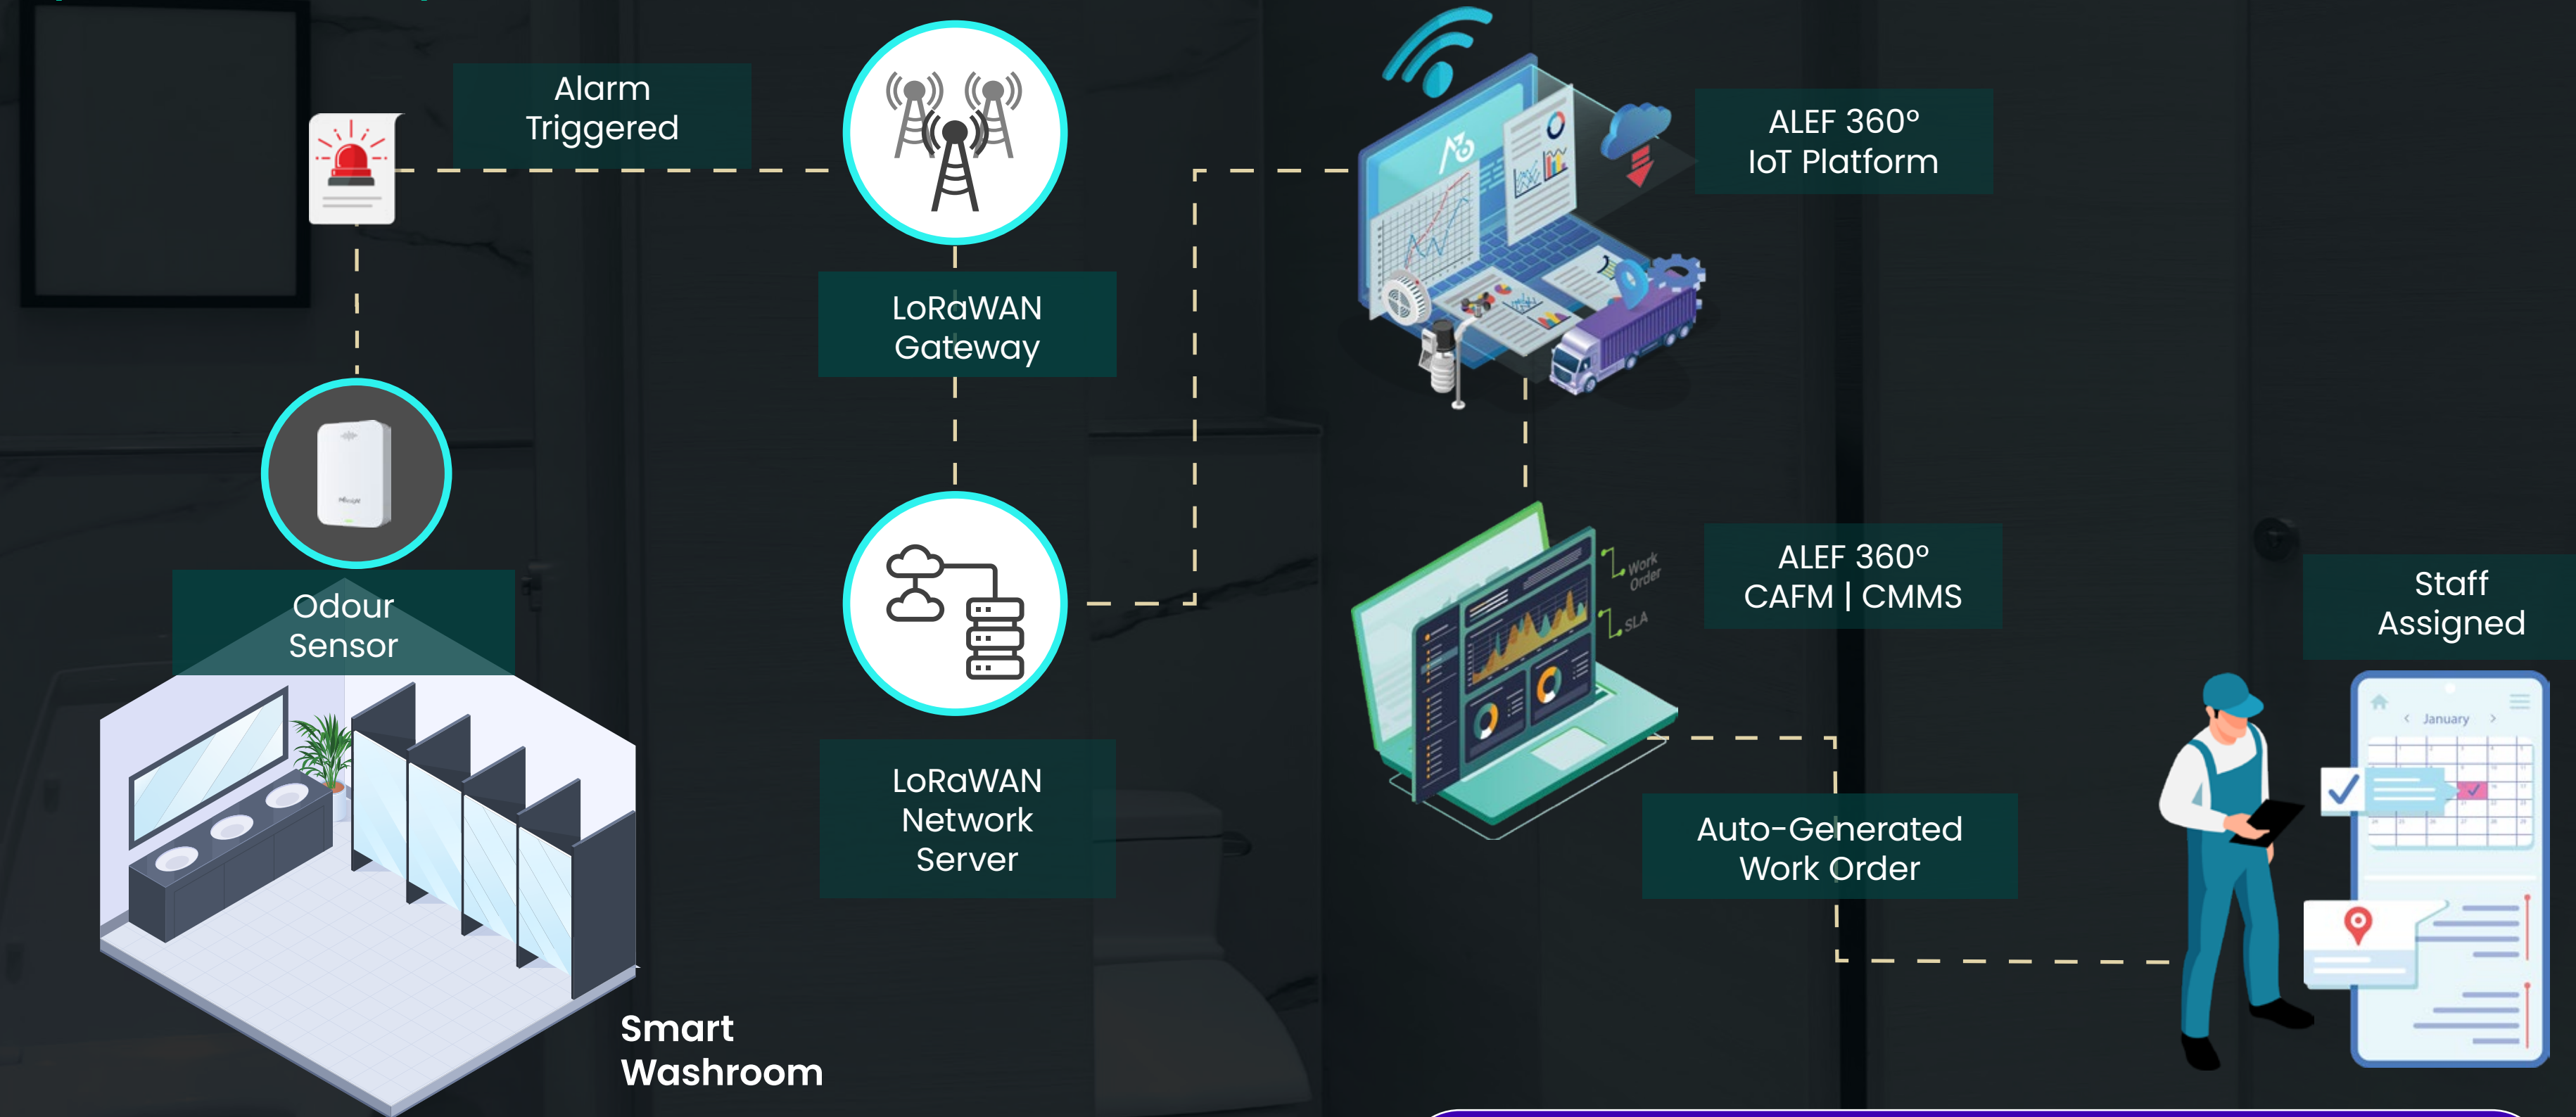 Alarm
Triggered
LoRaWAN
Gateway
ALEF 360°
IoT Platform
Odour
Sensor
LoRaWAN
Network
Server
Work
Order
SLA
ALEF 360°
CAFM | CMMS
Auto-Generated
Work Order
Staff
Assigned
< January >
Smart
Washroom